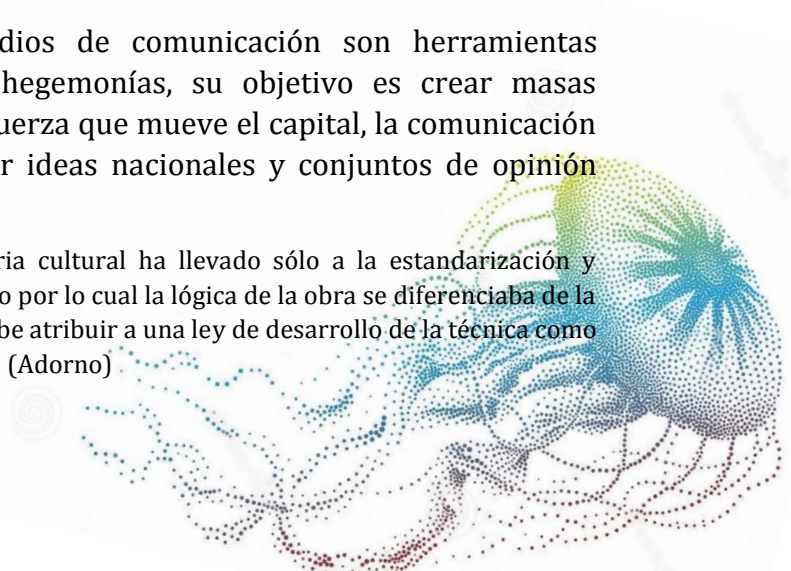 dios de comunicación son herramientas
hegemonías, su objetivo es crear masas
uerza que mueve el capital, la comunicación
r ideas nacionales y conjuntos de opinión
ria cultural ha llevado sólo a la estandarización y
o por lo cual la lógica de la obra se diferenciaba de la
be atribuir a una ley de desarrollo de la técnica como
(Adorno)